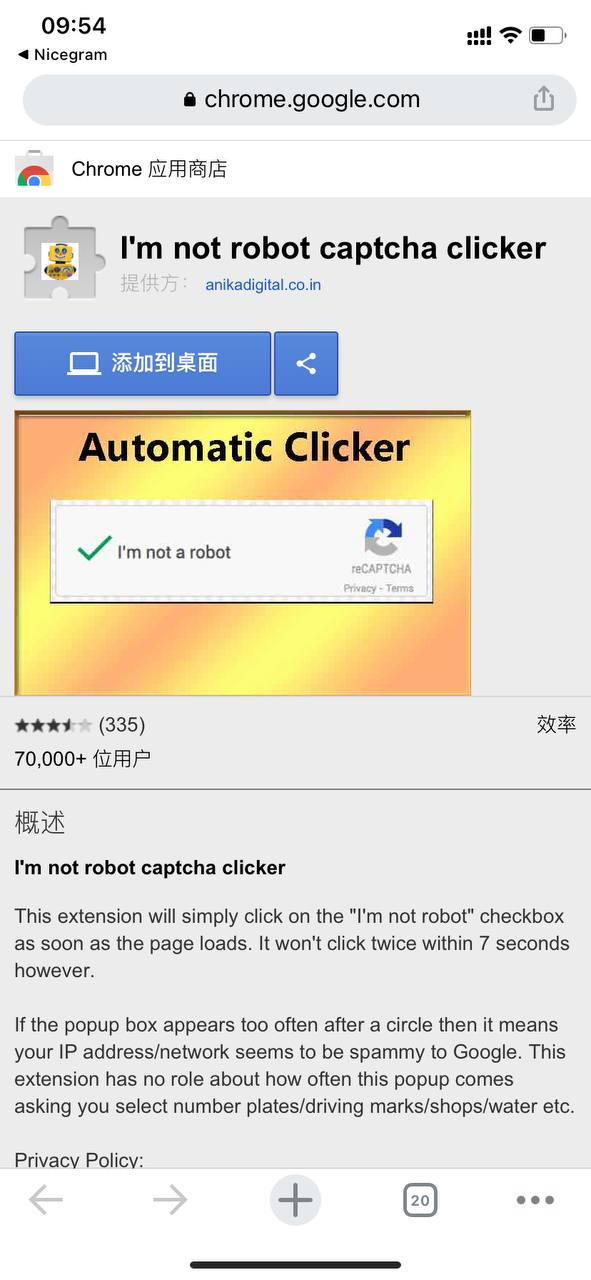 09:54
◀ Nicegram
chrome.google.com
Chrome 应用商店
I'm not robot captcha clicker
提供方: anikadigital.co.in
添加到桌面
Automatic Clicker
I'm not a robot
reCAPTCHA
Privacy - Terms
(335)
效率
70,000+ 位用户
概述
I'm not robot captcha clicker
This extension will simply click on the "I'm not robot" checkbox
as soon as the page loads. It won't click twice within 7 seconds
however.
If the popup box appears too often after a circle then it means
your IP address/network seems to be spammy to Google. This
extension has no role about how often this popup comes
asking you select number plates/driving marks/shops/water etc.
Privacy Policy:
20